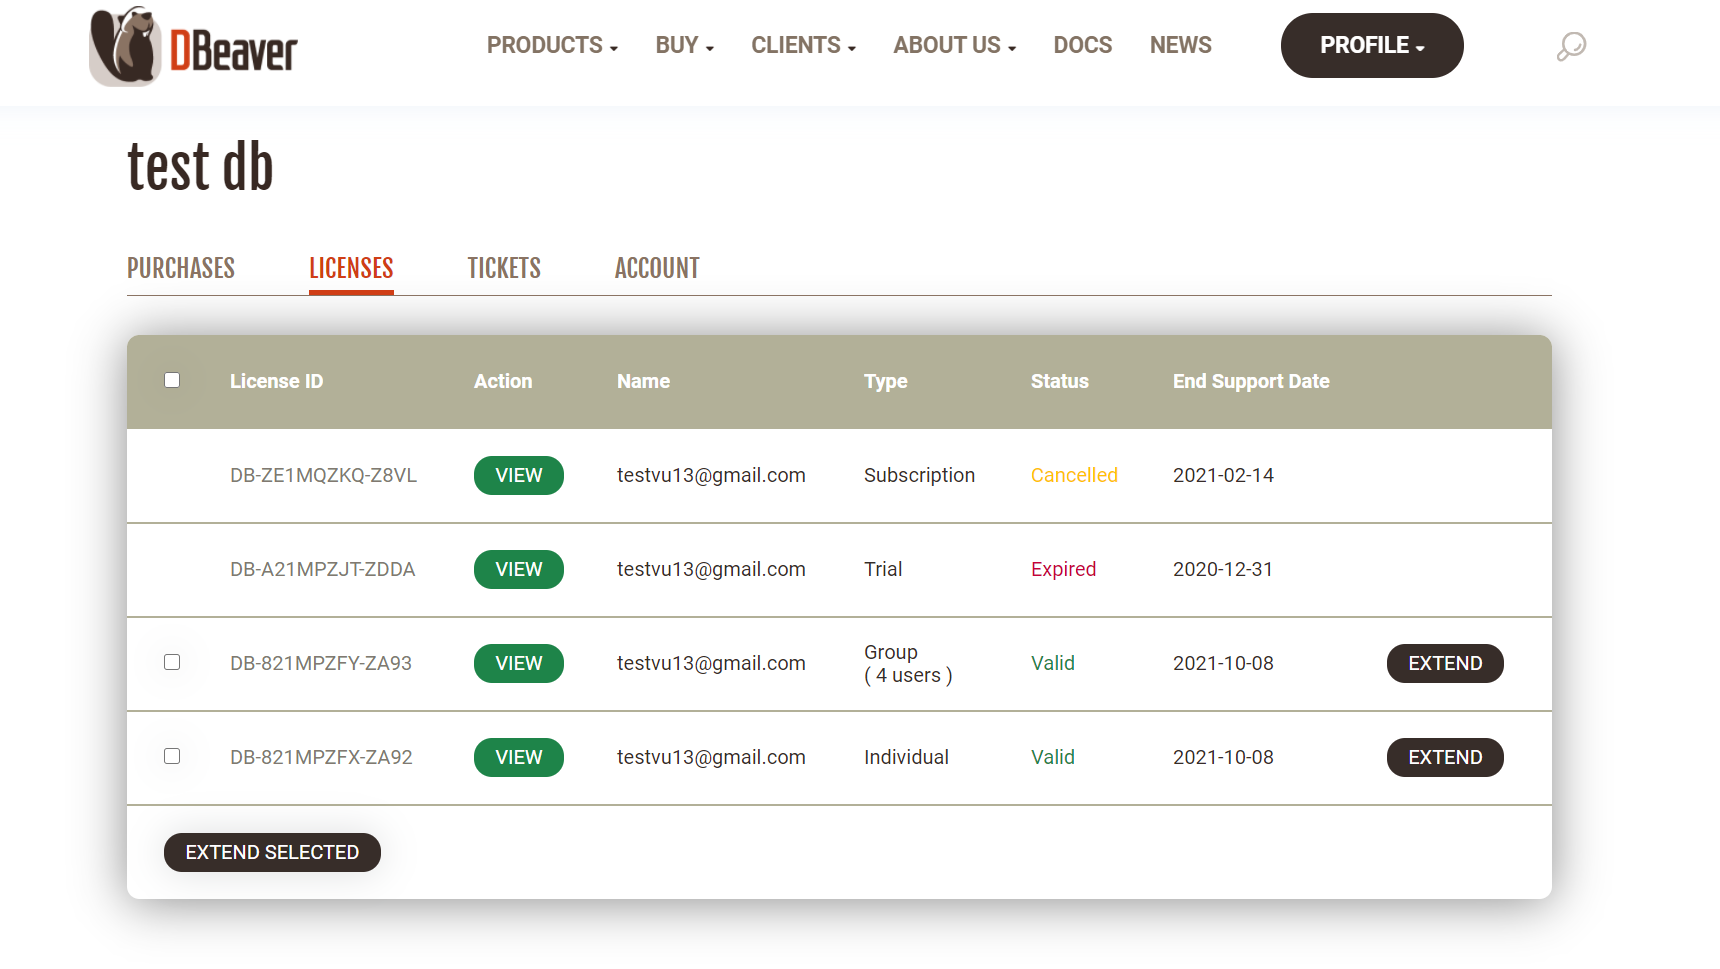 DBeaver
PRODUCTS BUY CLIENTS ABOUT US DOCS NEWS PROFILE
test db
PURCHASES LICENSES TICKETS ACCOUNT
License ID Action Name Type Status End Support Date
DB-ZE1MQZKQ-Z8VL VIEW testvu13@gmail.com Subscription Cancelled 2021-02-14
DB-A21MPZJT-ZDDA VIEW testvu13@gmail.com Trial Expired 2020-12-31
DB-821MPZFY-ZA93 VIEW testvu13@gmail.com Group
( 4 users ) Valid 2021-10-08 EXTEND
DB-821MPZFX-ZA92 VIEW testvu13@gmail.com Individual Valid 2021-10-08 EXTEND
EXTEND SELECTED